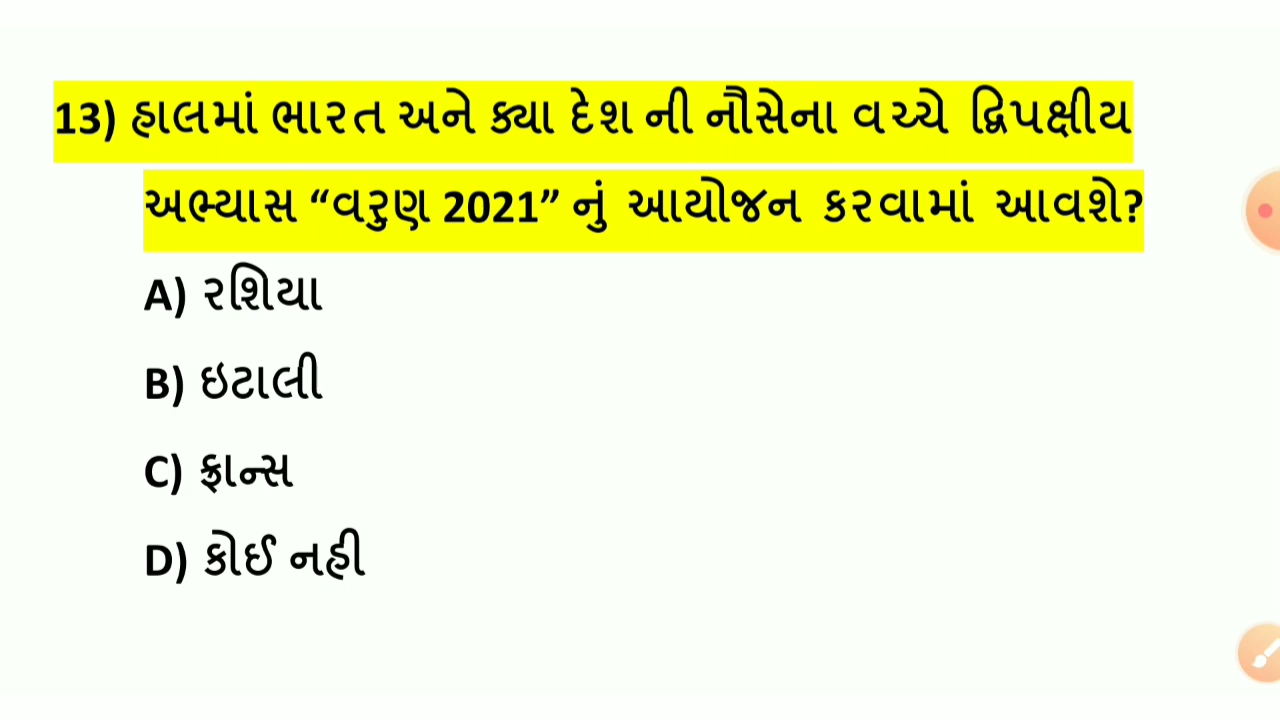 13) હાલમાં ભારત અને ક્યા દેશ ની નૌસેના વચ્ચે દ્વિપક્ષીય
અભ્યાસ “વરુણ 2021” નું આયોજન કરવામાં આવશે?
A) રશિયા
B) ઇટાલી
C) ફ્રાન્સ
D) કોઈ નહી